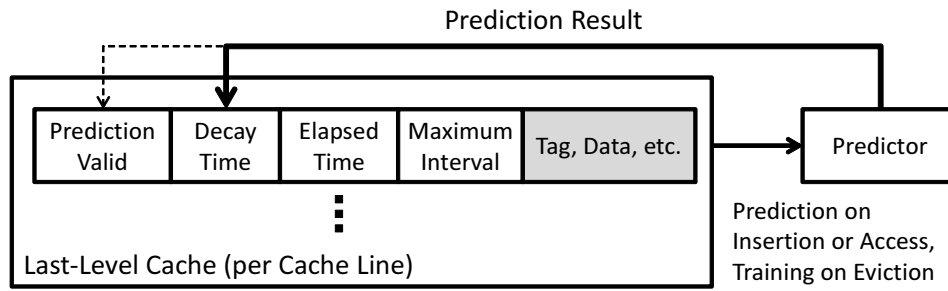 Prediction Result
Prediction Valid
Decay Time
Elapsed Time
Maximum Interval
Tag, Data, etc.
Predictor
Prediction on
Insertion or Access,
Training on Eviction
Last-Level Cache (per Cache Line)